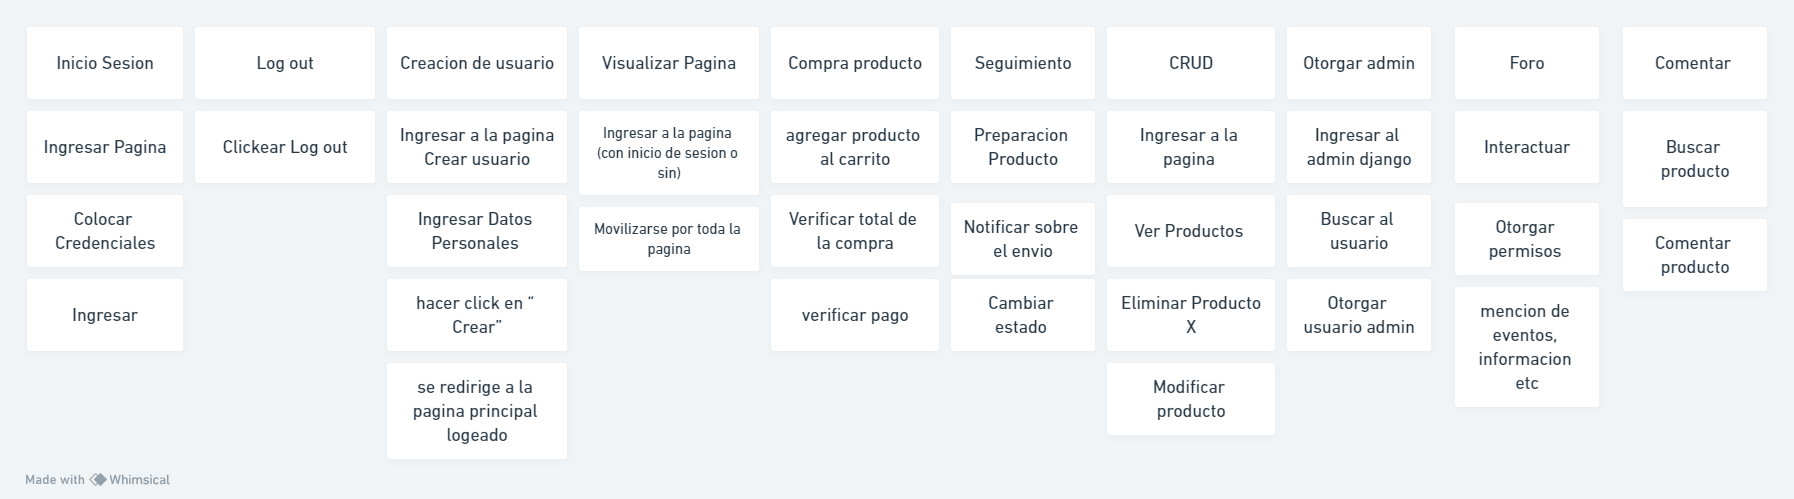 Inicio Sesion
Ingresar Pagina
Colocar
Credenciales
Ingresar
Log out
Clickear Log out
Creacion de usuario
Ingresar a la pagina
Crear usuario
Ingresar Datos
Personales
hacer click en “
Crear”
se redirige a la
pagina principal
logeado
Visualizar Pagina
Ingresar a la pagina
(con inicio de sesion o
sin)
Movilizarse por toda la
pagina
Compra producto
agregar producto
al carrito
Verificar total de
la compra
verificar pago
Seguimiento
Preparacion
Producto
Notificar sobre
el envio
Cambiar
estado
CRUD
Ingresar a la
pagina
Ver Productos
Eliminar Producto
X
Modificar
producto
Otorgar admin
Ingresar al
admin django
Buscar al
usuario
Otorgar
usuario admin
Foro
Interactuar
Otorgar
permisos
mencion de
eventos,
informacion
etc
Comentar
Buscar
producto
Comentar
producto
Made with Whimsical